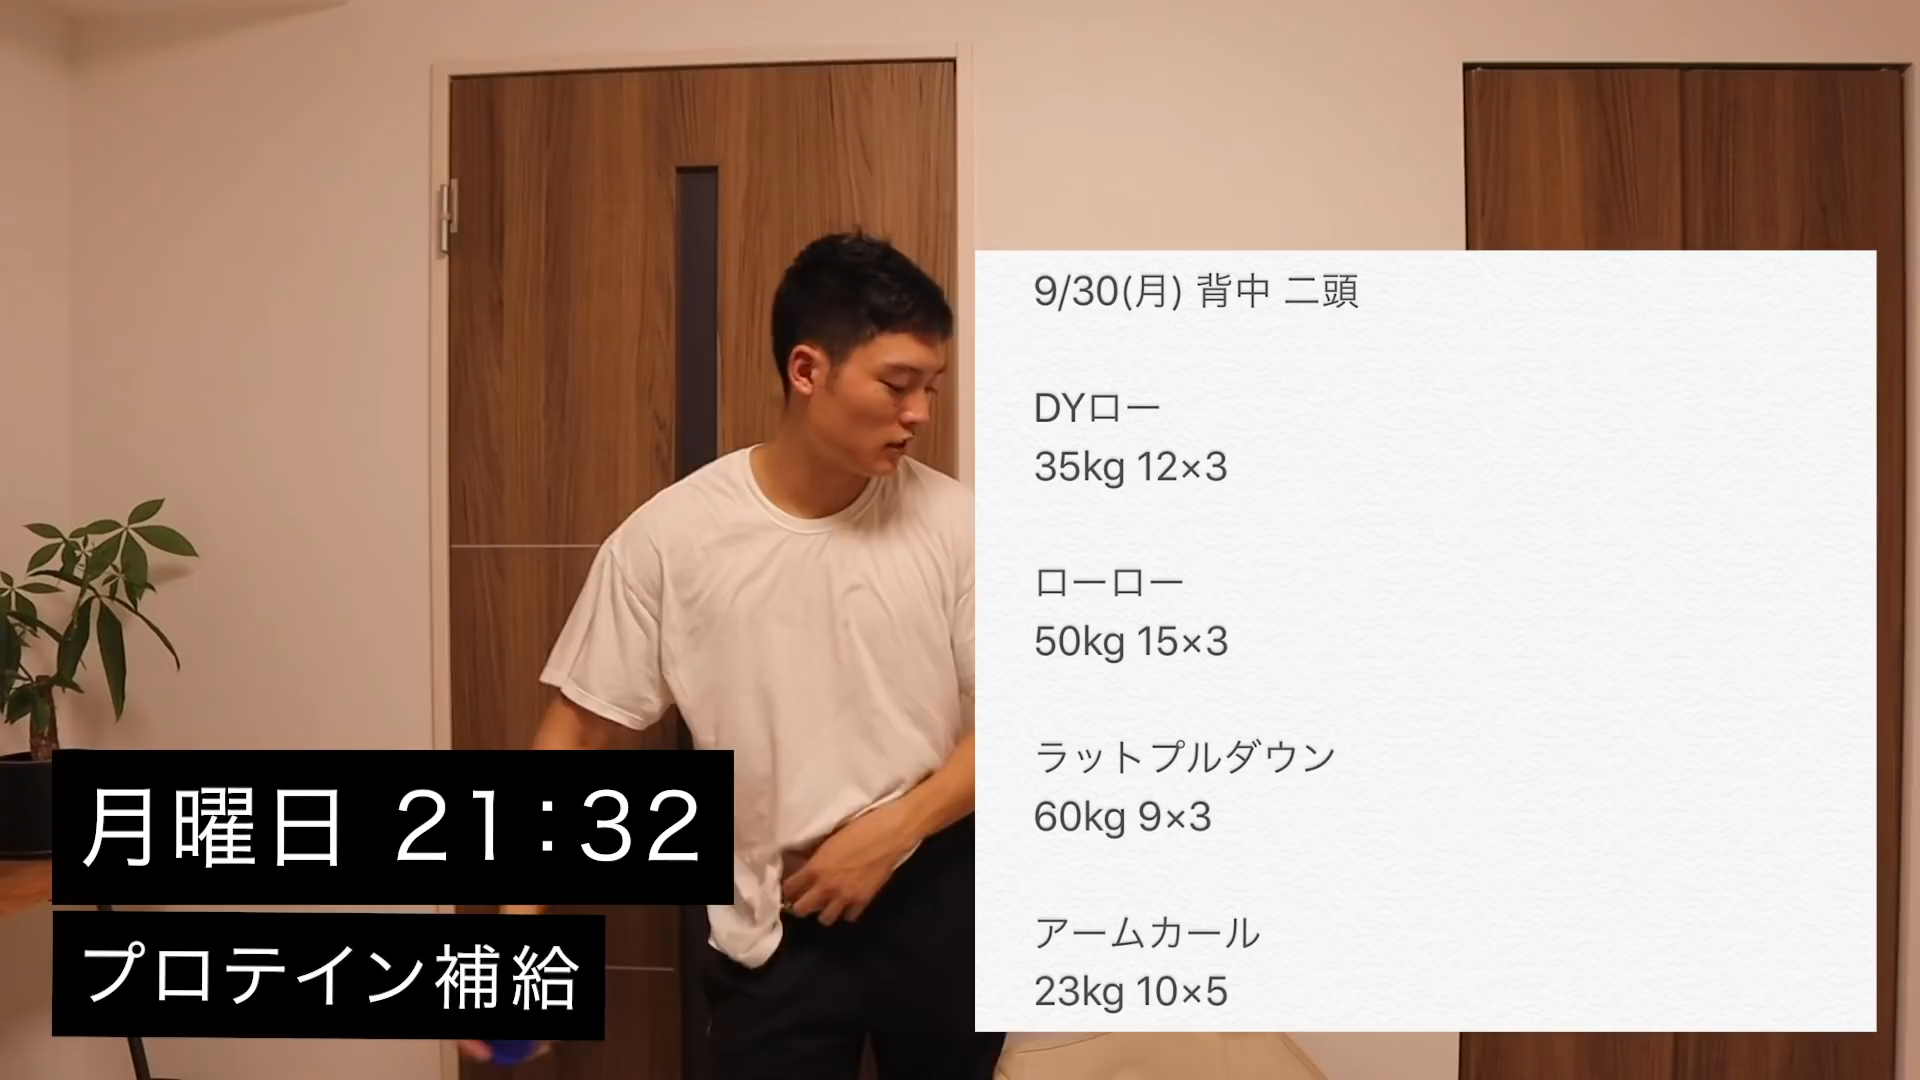 9/30(月) 背中 二頭
DYロー
35kg 12×3
ローロー
50kg 15×3
ラットプルダウン
60kg 9×3
アームカール
23kg 10×5
月曜日 21:32
プロテイン補給